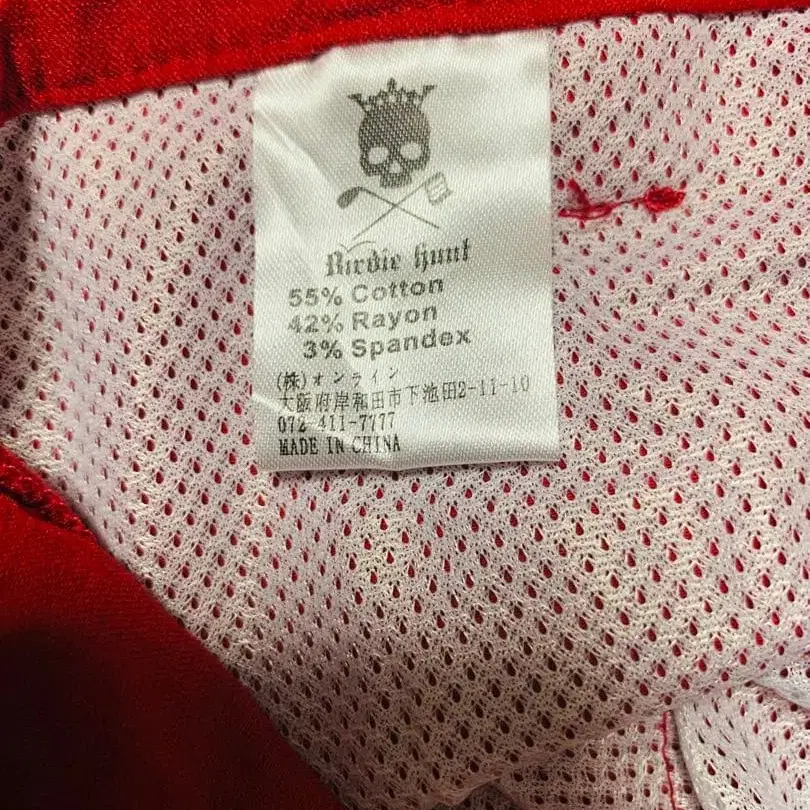 Birdie Hunt
55% Cotton
42% Rayon
3% Spandex
(株)オンライン
大阪府岸和田市下池田2-11-10
072-411-7777
MADE IN CHINA